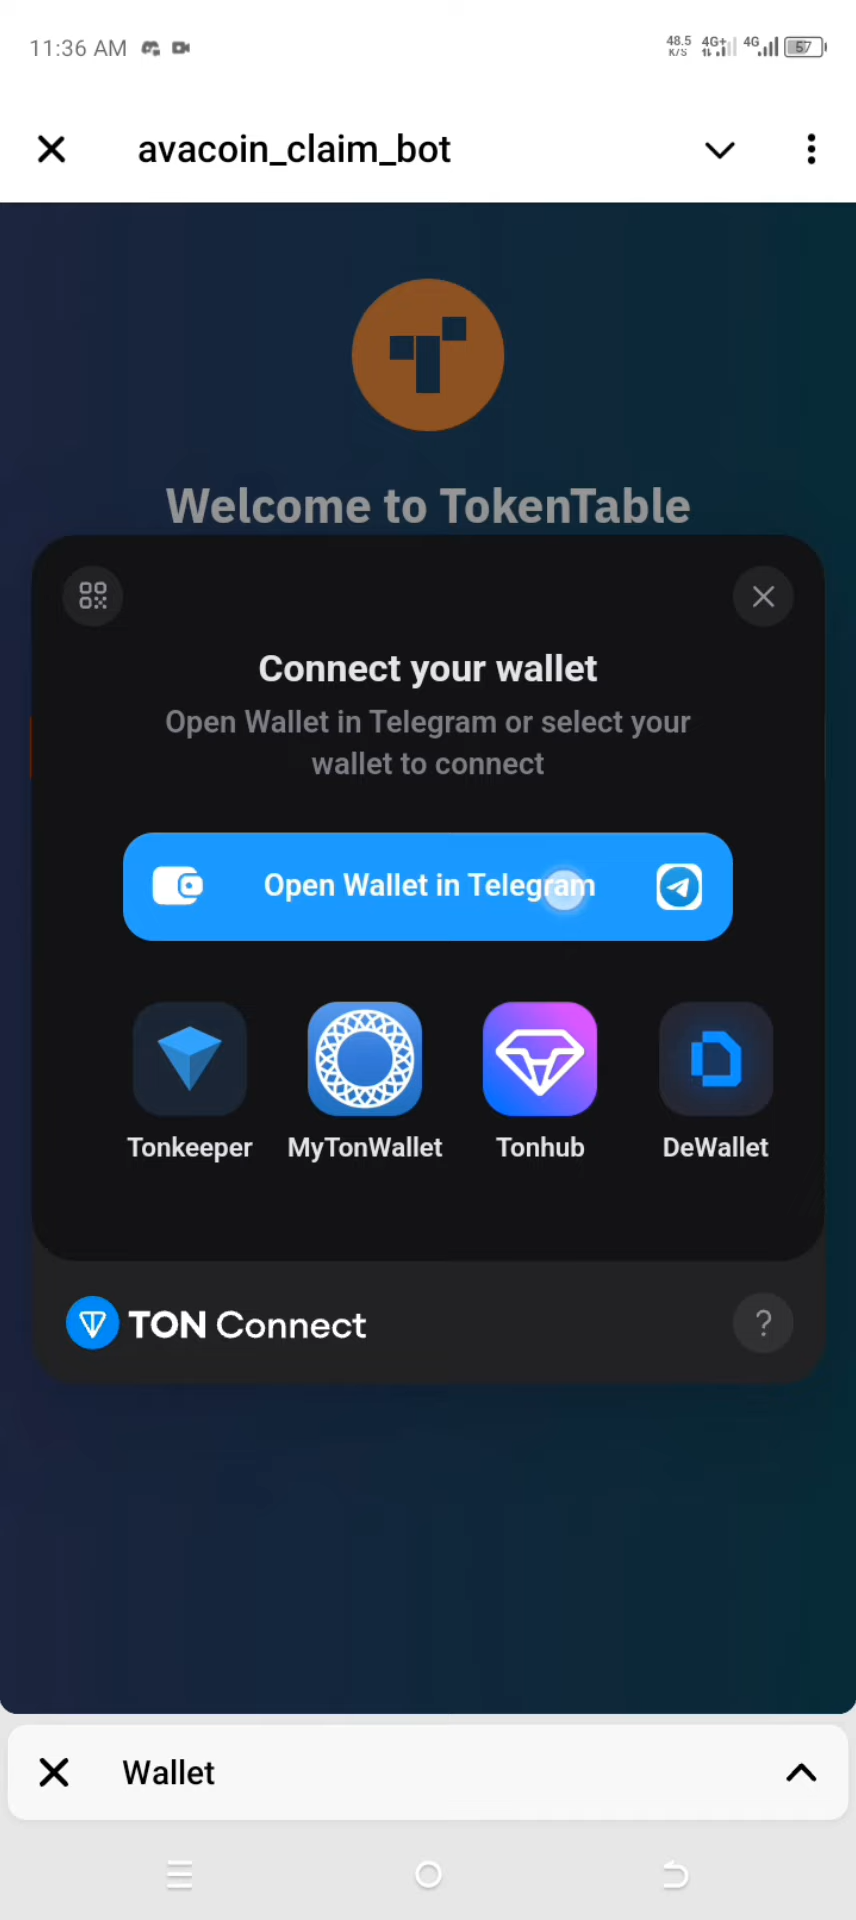 11:36 AM
48.5
K/S
4G+
4G
57
avacoin_claim_bot
Welcome to TokenTable
Connect your wallet
Open Wallet in Telegram or select your
wallet to connect
Open Wallet in Telegram
Tonkeeper
MyTonWallet
Tonhub
DeWallet
TON Connect
?
Wallet